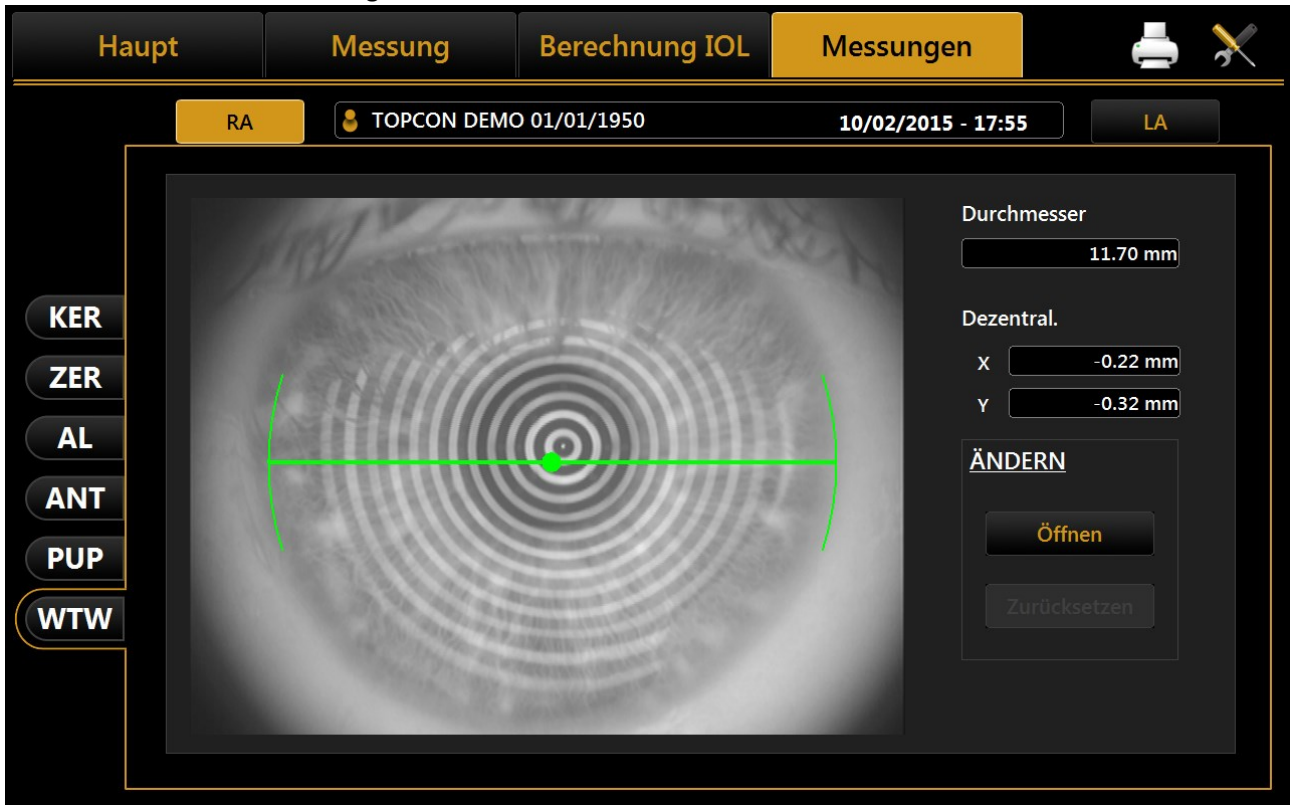 Haupt
Messung
Berechnung IOL
Messungen
RA
TOPCON DEMO 01/01/1950
10/02/2015 - 17:55
LA
Durchmesser
11.70 mm
Dezentral.
X -0.22 mm
Y -0.32 mm
ÄNDERN
Öffnen
Zurücksetzen
KER
ZER
AL
ANT
PUP
WTW